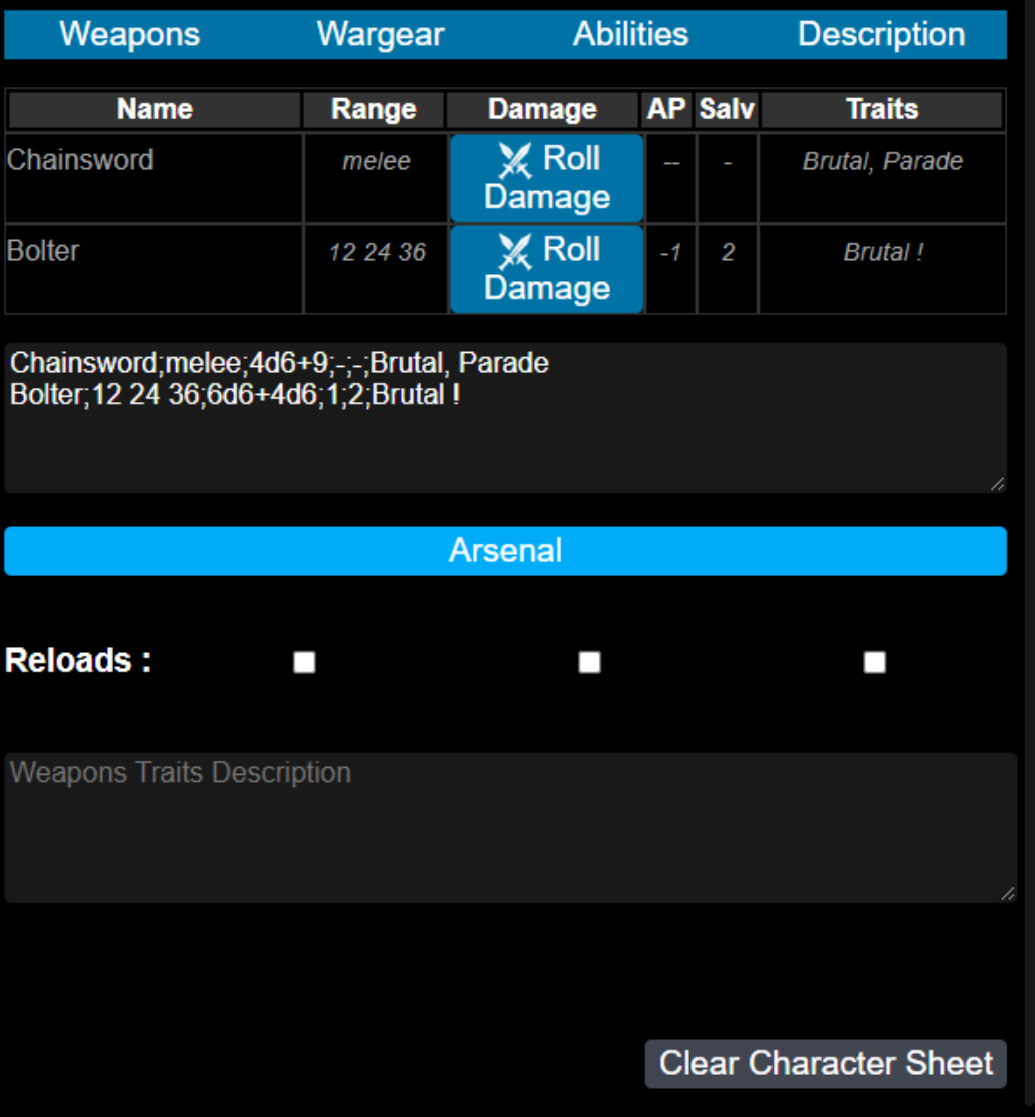 Weapons Wargear Abilities Description
Name Range Damage AP Salv Traits
Chainsword melee Roll Damage -- - Brutal, Parade
Bolter 12 24 36 Roll Damage -1 2 Brutal !
Chainsword;melee;4d6+9;-;-;Brutal, Parade
Bolter;12 24 36;6d6+4d6;1;2;Brutal !
Arsenal
Reloads :
Weapons Traits Description
Clear Character Sheet